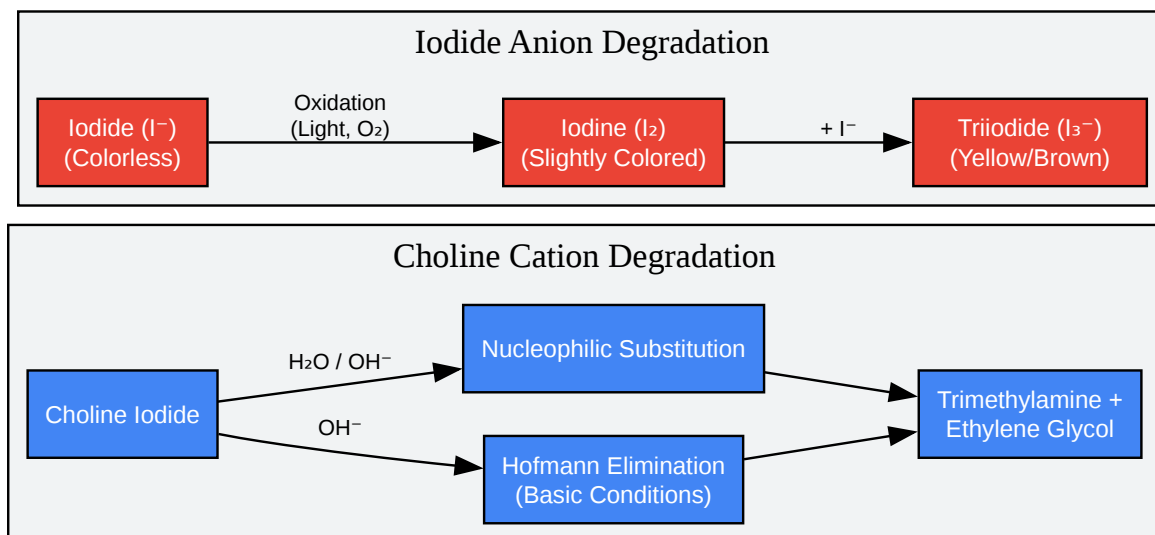 Iodide Anion Degradation
Iodide (I⁻)
(Colorless)
Oxidation
(Light, O₂)
Iodine (I₂)
(Slightly Colored)
+ I⁻
Triiodide (I₃⁻)
(Yellow/Brown)
Choline Cation Degradation
Choline Iodide
H₂O / OH⁻
OH⁻
Nucleophilic Substitution
Hofmann Elimination
(Basic Conditions)
Trimethylamine +
Ethylene Glycol